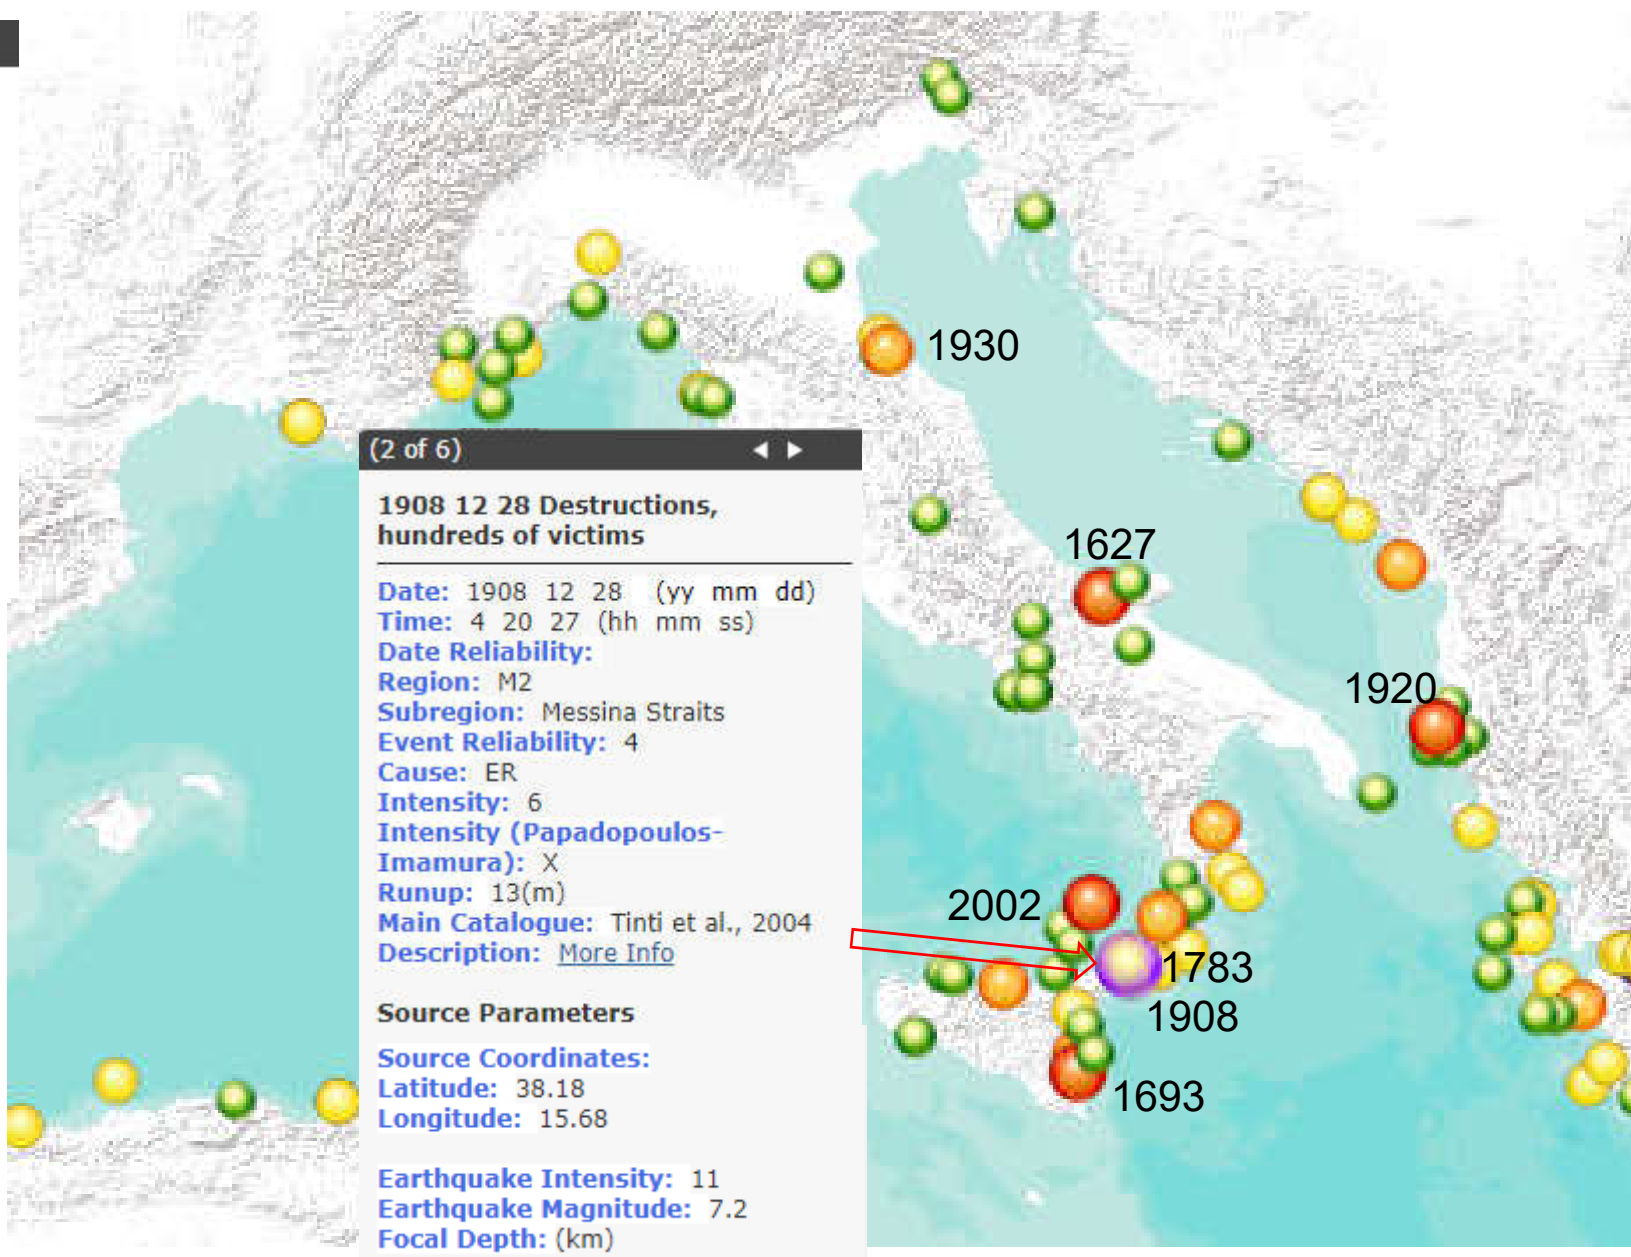 (2 of 6)
1908 12 28 Destructions,
hundreds of victims
Date: 1908 12 28 (yy mm dd)
Time: 4 20 27 (hh mm ss)
Date Reliability:
Region: M2
Subregion: Messina Straits
Event Reliability: 4
Cause: ER
Intensity: 6
Intensity (Papadopoulos-
Imamura): X
Runup: 13(m)
Main Catalogue: Tinti et al., 2004
Description: More Info
Source Parameters
Source Coordinates:
Latitude: 38.18
Longitude: 15.68
Earthquake Intensity: 11
Earthquake Magnitude: 7.2
Focal Depth: (km)
1930
1627
1920
2002
1783
1908
1693